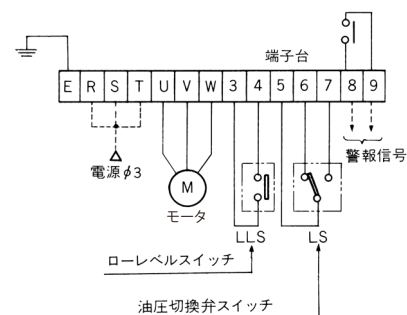 端子台
E R S T U V W 3 4 5 6 7 8 9
警報信号
電源φ3
M
モータ
LLS LS
ローレベルスイッチ
油圧切換弁スイッチ